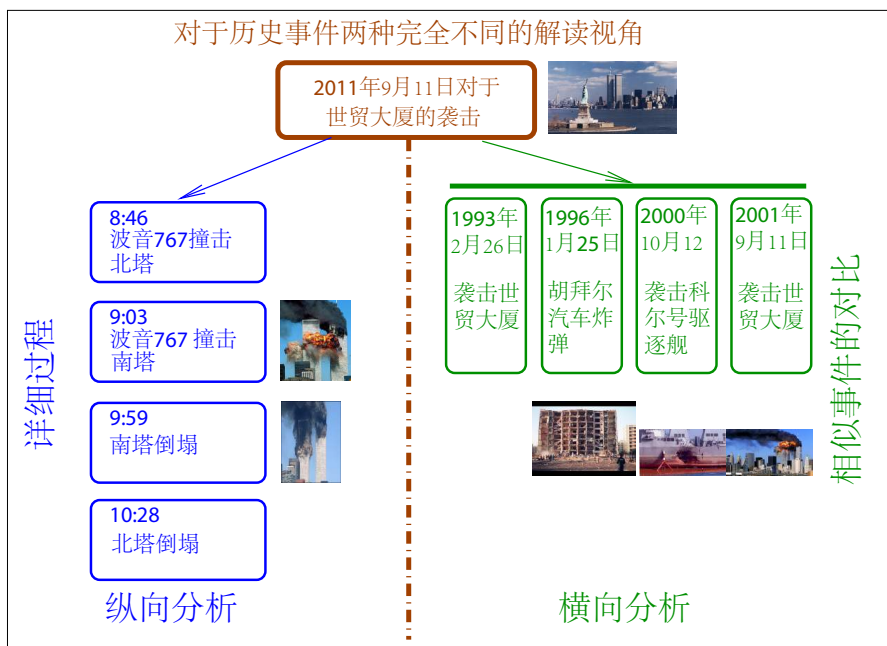 对于历史事件两种完全不同的解读视角
2011年9月11日对于
世贸大厦的袭击
详细过程
8:46
波音767撞击
北塔
9:03
波音767 撞击
南塔
9:59
南塔倒塌
10:28
北塔倒塌
纵向分析
1993年
2月26日
袭击世
贸大厦
1996年
1月25日
胡拜尔
汽车炸
弹
2000年
10月12
袭击科
尔号驱
逐舰
2001年
9月11日
袭击世
贸大厦
相似事件的对比
横向分析